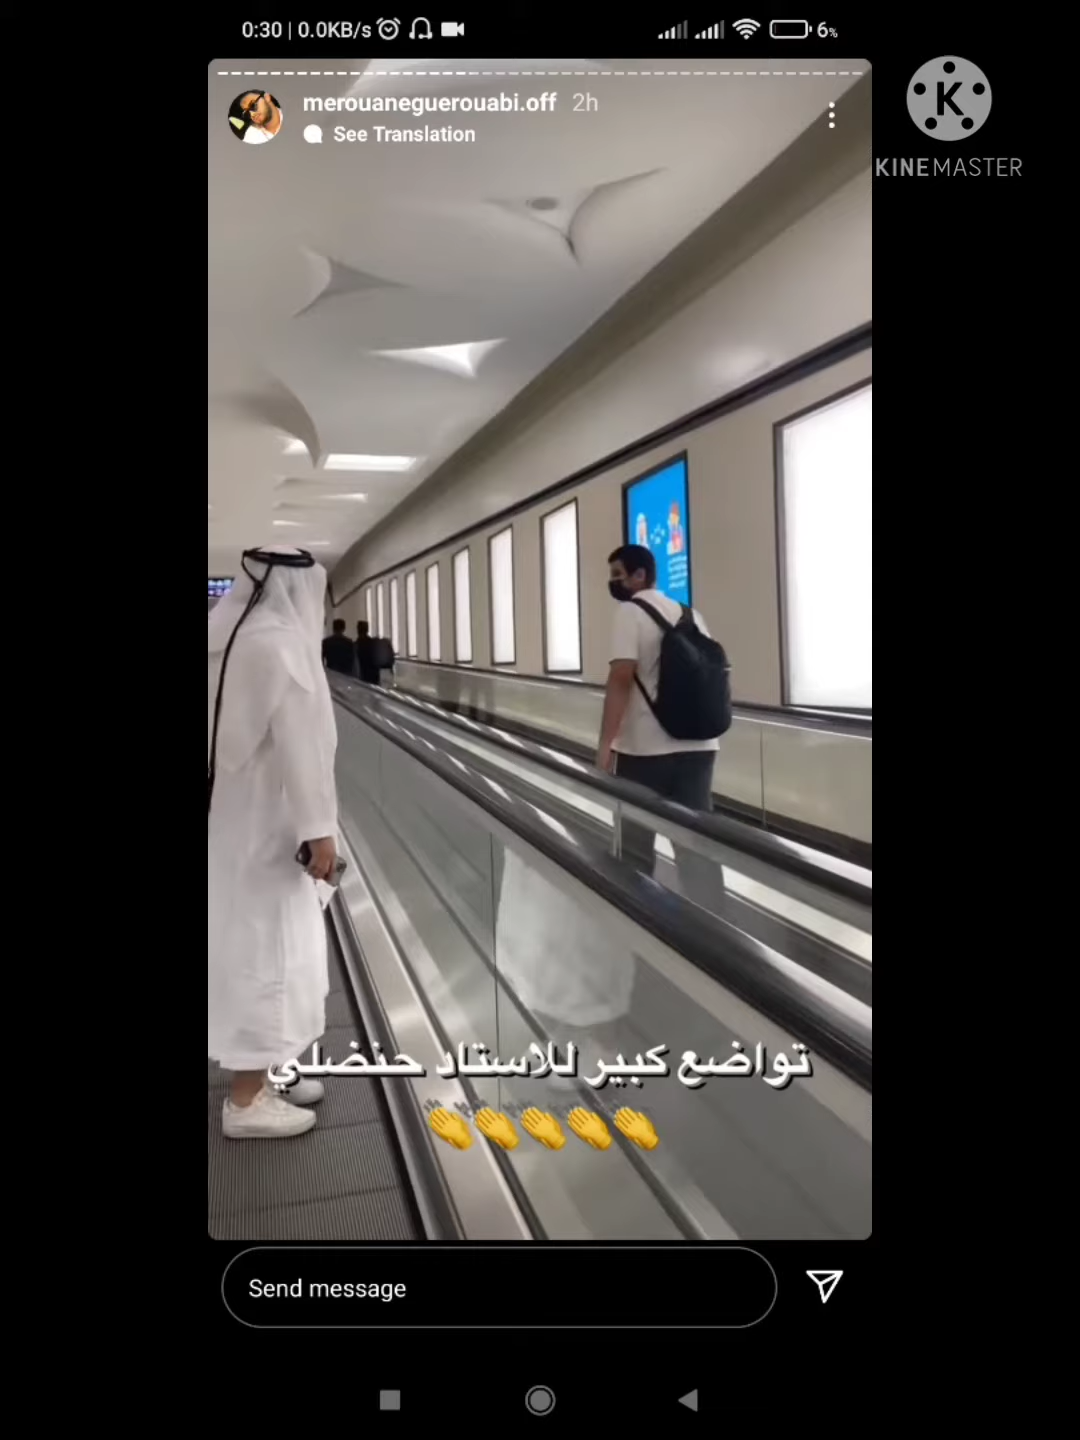 0:30 | 0.0KB/s
6%
merouaneguerouabi.off 2h
See Translation
K
KINEMASTER
تواضع كبير للاستاد حنضلي
👏👏👏👏👏
Send message